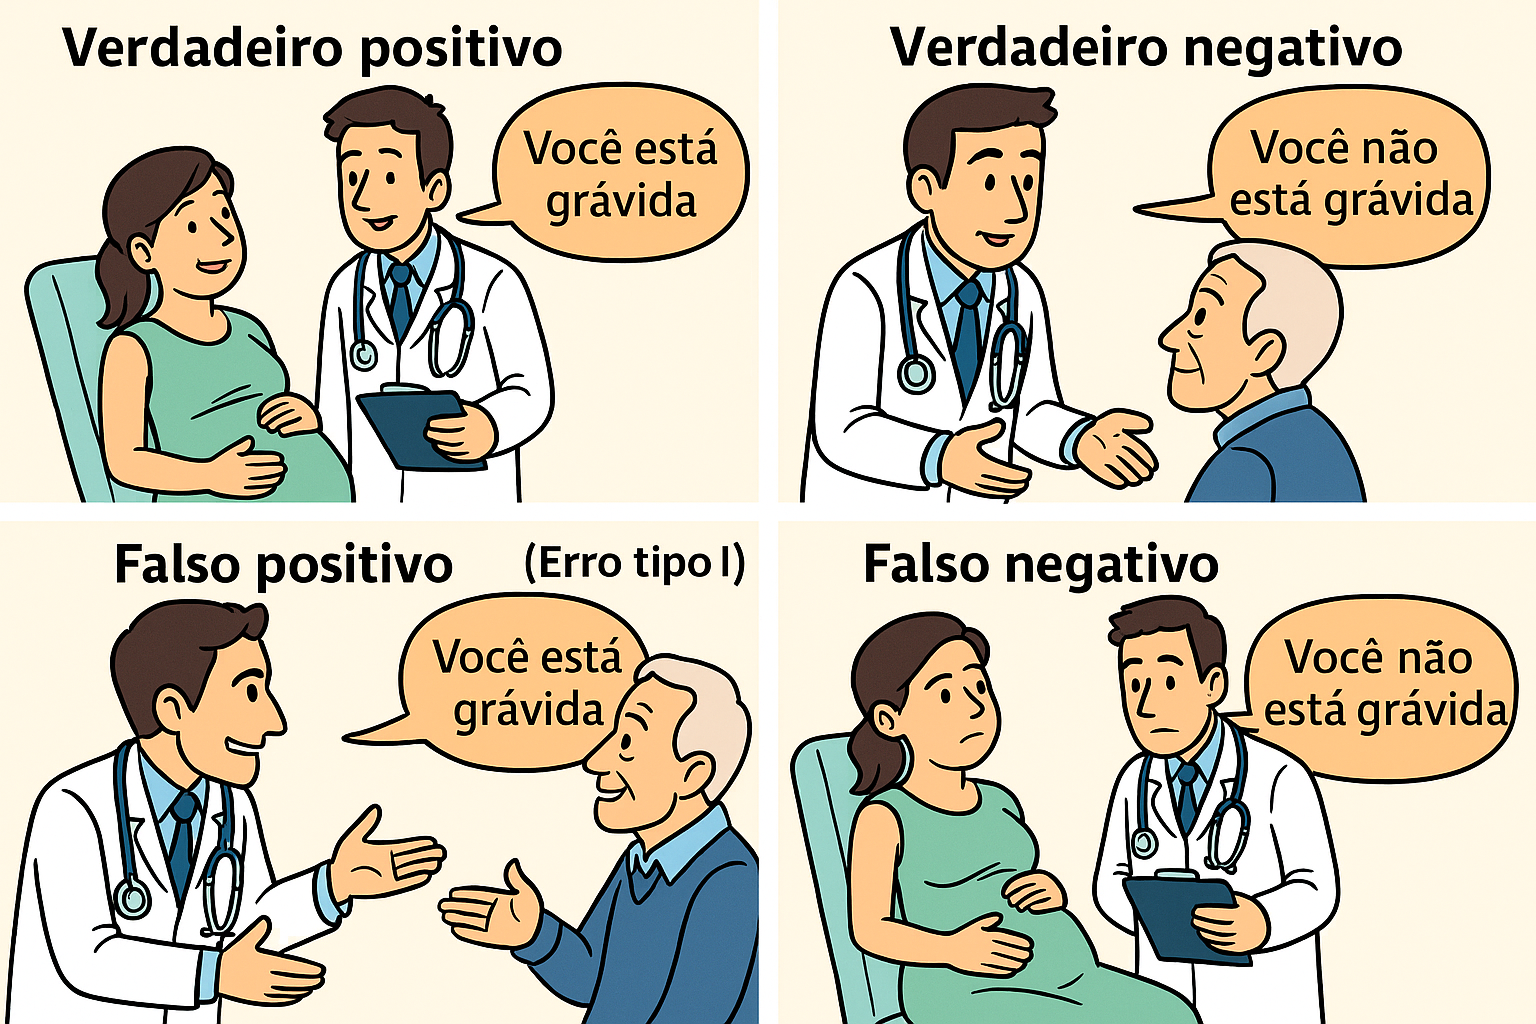 Verdadeiro positivo
Você está
grávida
Verdadeiro negativo
Você não
está grávida
Falso positivo (Erro tipo I)
Você está
grávida
Falso negativo
Você não
está grávida